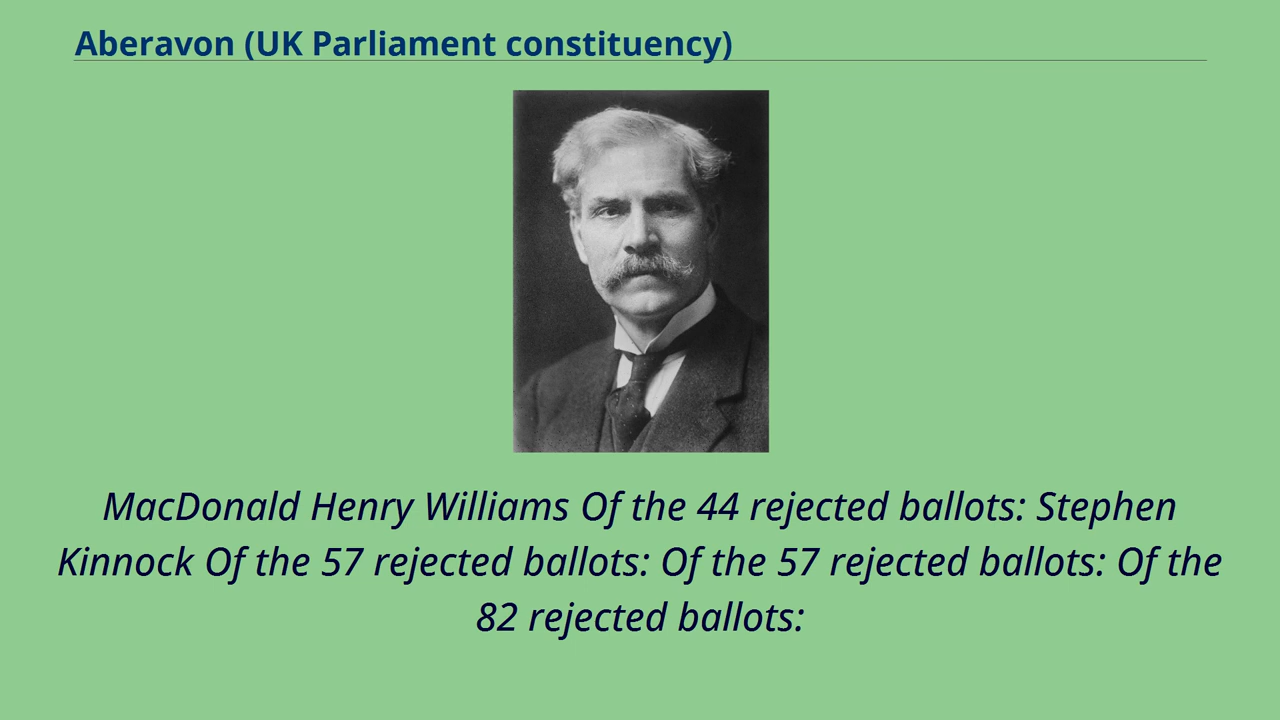 Aberavon (UK Parliament constituency)
MacDonald Henry Williams Of the 44 rejected ballots: Stephen
Kinnock Of the 57 rejected ballots: Of the 57 rejected ballots: Of the
82 rejected ballots: